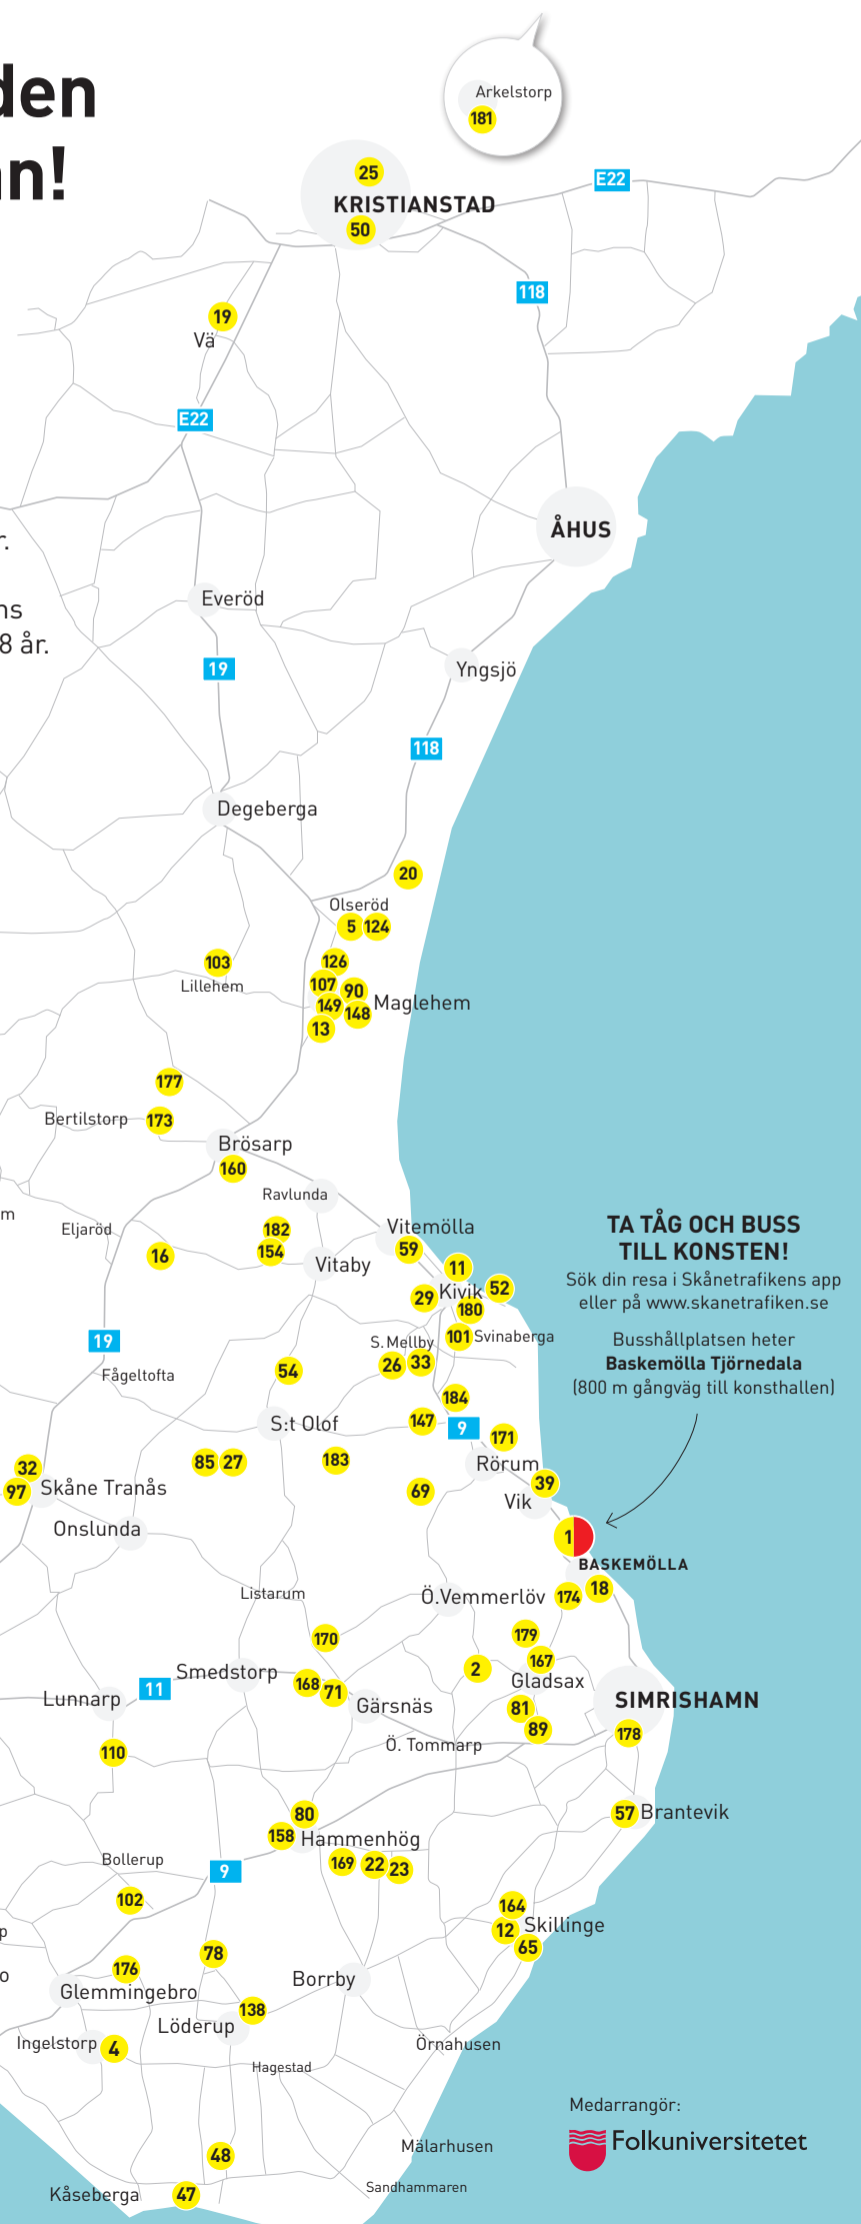 den
an!
Arkelstorp
181
25
KRISTIANSTAD
50
E22
118
19
Vä
E22
ÅHUS
r.
ns
8 år.
Everöd
19
Yngsjö
118
Degeberga
20
Olseröd
5 124
126
103
Lillehem
107 90
149 148 Maglehem
13
177
Bertilstorp 173
Brösarp
160
Ravlunda
m
Eljaröd
182
154
16
Vitemölla
59
Vitaby
11
Kivik 52
29
180
TA TÅG OCH BUSS
TILL KONSTEN!
Sök din resa i Skånetrafikens app
eller på www.skanetrafiken.se
Busshållplatsen heter
Baskemölla Tjörnedala
(800 m gångväg till konsthallen)
19
Fågeltofta
S.Mellby
101 Svinaberga
54
26 33
184
S:t Olof
147
9
171
32
97 Skåne Tranås
85 27
183
Rörum
69
39
Vik
Onslunda
1
BASKEMÖLLA
Listarum
Ö.Vemmerlöv
174 18
170
179
167
2
Gladsax
Smedstorp
11
168 71
Lunnarp
Gärsnäs
SIMRISHAMN
81
89
178
Ö. Tommarp
110
80
57 Brantevik
158 Hammenhög
Bollerup
9
169 22 23
102
164
12 Skillinge
65
p
78
176
o
Glemmingebro
Borrby
138
Löderup
Ingelstorp 4
Örnahusen
Hagestad
Medarrangör:
Folkuniversitetet
Mälarhusen
48
Sandhammaren
Kåseberga 47